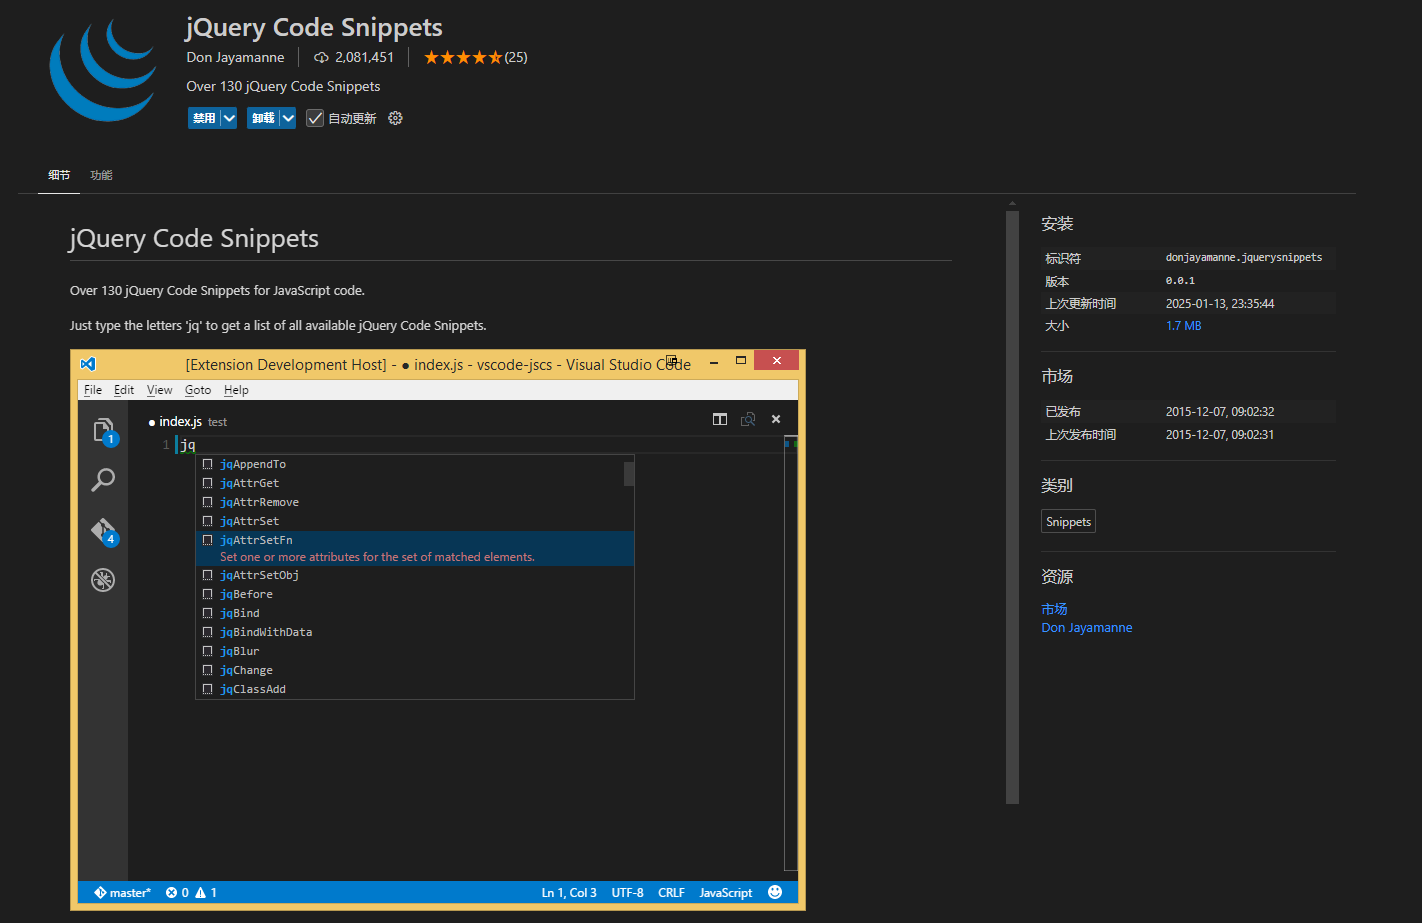 jQuery Code Snippets
Don Jayamanne 2,081,451 (25)
Over 130 jQuery Code Snippets
禁用 卸载 自动更新
细节 功能
jQuery Code Snippets
Over 130 jQuery Code Snippets for JavaScript code.
Just type the letters 'jq' to get a list of all available jQuery Code Snippets.
[Extension Development Host] - ● index.js - vscode-jscs - Visual Studio Code
File Edit View Goto Help
● index.js test
1 jq
jqAppendTo
jqAttrGet
jqAttrRemove
jqAttrSet
jqAttrSetFn
Set one or more attributes for the set of matched elements.
jqAttrSetObj
jqBefore
jqBind
jqBindWithData
jqBlur
jqChange
jqClassAdd
1
4
master* 0 1 Ln 1, Col 3 UTF-8 CRLF JavaScript
安装
标识符 donjayamanne.jquerysnippets
版本 0.0.1
上次更新时间 2025-01-13, 23:35:44
大小 1.7 MB
市场
已发布 2015-12-07, 09:02:32
上次发布时间 2015-12-07, 09:02:31
类别
Snippets
资源
市场
Don Jayamanne